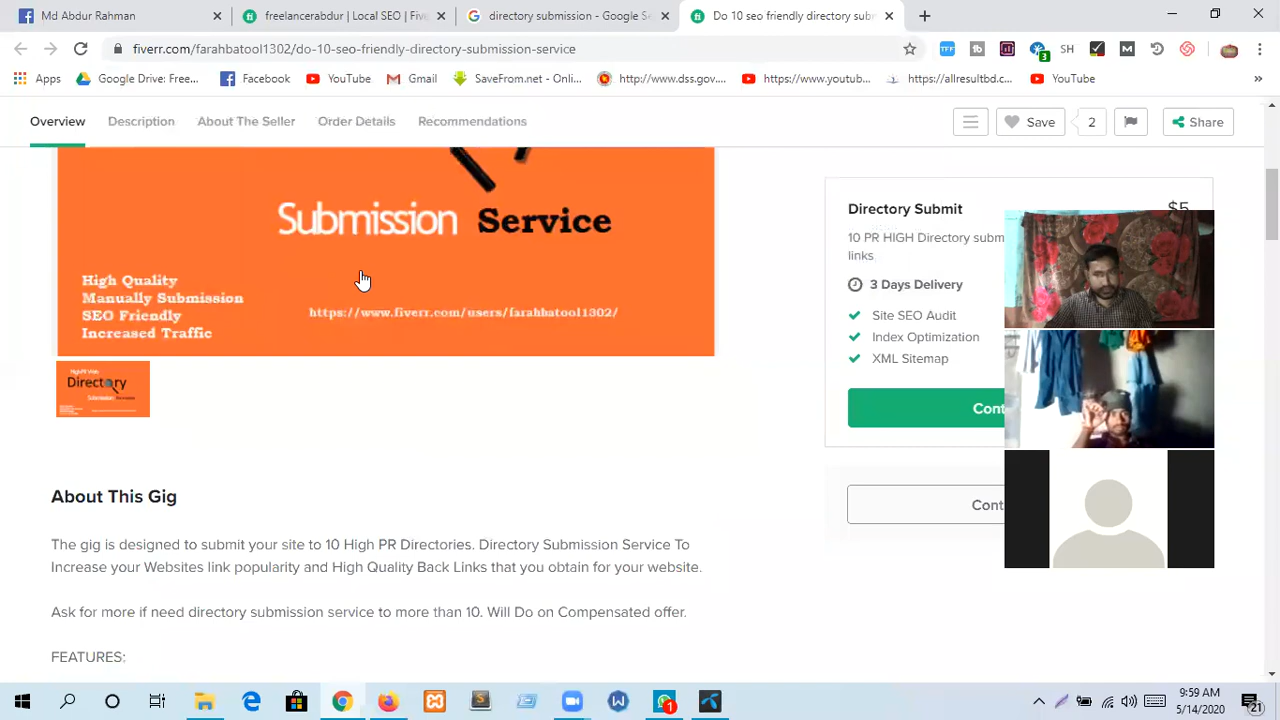 Md Abdur Rahman
freelancerabdur | Local SEO | Five
directory submission - Google Se
Do 10 seo friendly directory subm
fiverr.com/farahbatool1302/do-10-seo-friendly-directory-submission-service
SH
3
Apps
Google Drive: Free...
Facebook
YouTube
Gmail
SaveFrom.net - Onli...
http://www.dss.gov....
https://www.youtub...
https://allresultbd.c...
YouTube
Overview
Description
About The Seller
Order Details
Recommendations
Save
2
Share
Submission Service
High Quality
Manually Submission
SEO Friendly
Increased Traffic
https://www.fiverr.com/users/farahbatool1302/
Directory
Directory Submit
$5
10 PR HIGH Directory subm
links
3 Days Delivery
Site SEO Audit
Index Optimization
XML Sitemap
Cont
Cont
About This Gig
The gig is designed to submit your site to 10 High PR Directories. Directory Submission Service To
Increase your Websites link popularity and High Quality Back Links that you obtain for your website.
Ask for more if need directory submission service to more than 10. Will Do on Compensated offer.
FEATURES:
1
9:59 AM
5/14/2020
21